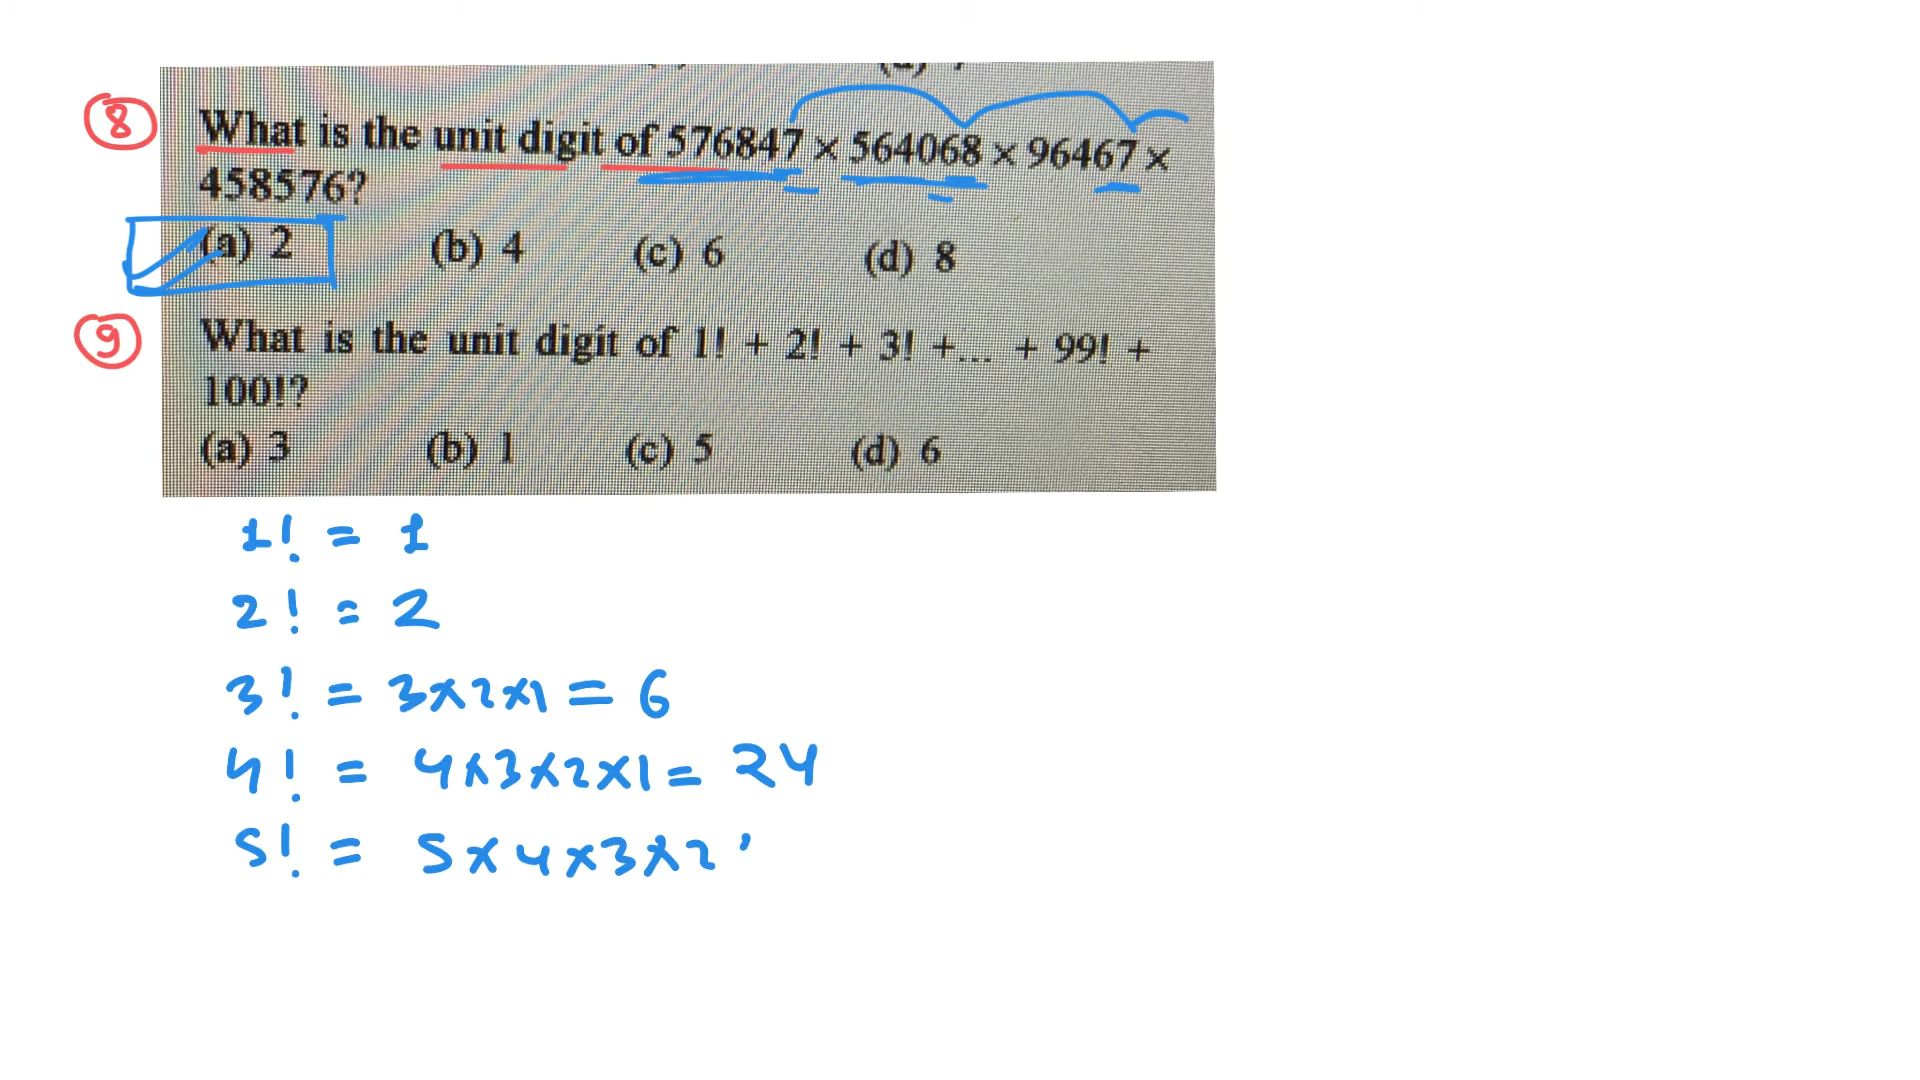 8 What is the unit digit of 576847 × 564068 × 96467 ×
458576?
(a) 2 (b) 4 (c) 6 (d) 8
9 What is the unit digit of 1! + 2! + 3! +... + 99! +
100!?
(a) 3 (b) 1 (c) 5 (d) 6
1! = 1
2! = 2
3! = 3×2×1 = 6
4! = 4×3×2×1 = 24
5! = 5×4×3×2